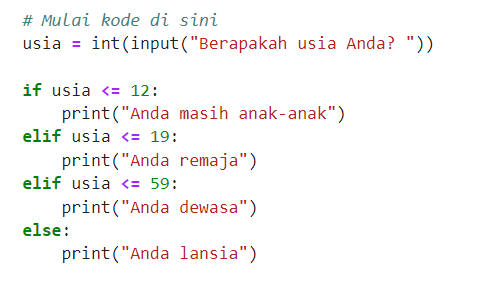 # Mulai kode di sini
usia = int(input("Berapakah usia Anda? "))
if usia <= 12:
    print("Anda masih anak-anak")
elif usia <= 19:
    print("Anda remaja")
elif usia <= 59:
    print("Anda dewasa")
else:
    print("Anda lansia")